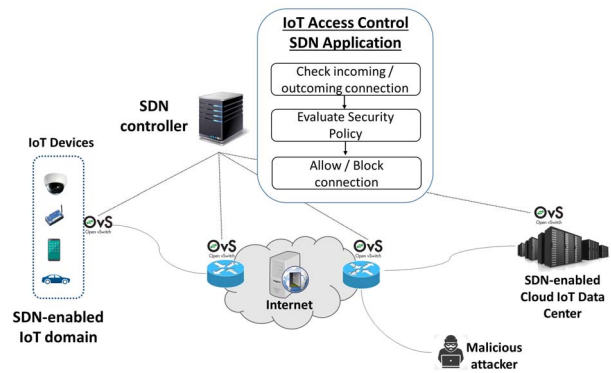 IoT Access Control
SDN Application
Check incoming /
outcoming connection
Evaluate Security
Policy
Allow / Block
connection
SDN
controller
IoT Devices
OvS
Open vSwitch
SDN-enabled
IoT domain
OvS
Open vSwitch
Internet
OvS
Open vSwitch
OvS
Open vSwitch
SDN-enabled
Cloud IoT Data
Center
Malicious
attacker